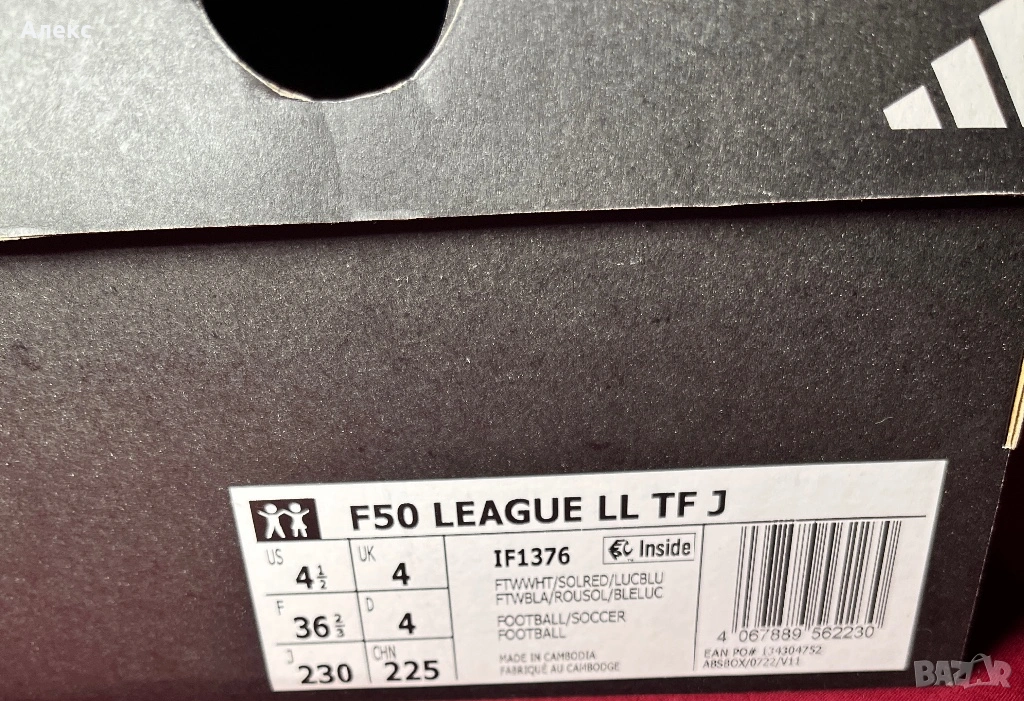 Алекс
F50 LEAGUE LL TF J
US 4½ UK 4
F 36⅔ D 4
J 230 CHN 225
IF1376 Inside
FTWWHT/SOLRED/LUCBLU
FTWBLA/ROUSOL/BLELUC
FOOTBALL/SOCCER
FOOTBALL
MADE IN CAMBODIA
FABRIQUÉ AU CAMBODGE
4 067889 562230
EAN PO# 134304752
ABSBOX/0722/V11
BAZAR